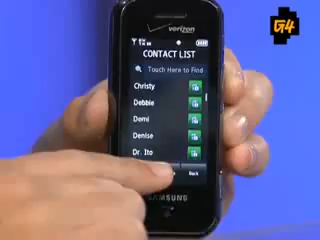 G4
verizon
CONTACT LIST
Touch Here to Find
Christy
Debbie
Demi
Denise
Dr. Ito
Back
SAMSUNG